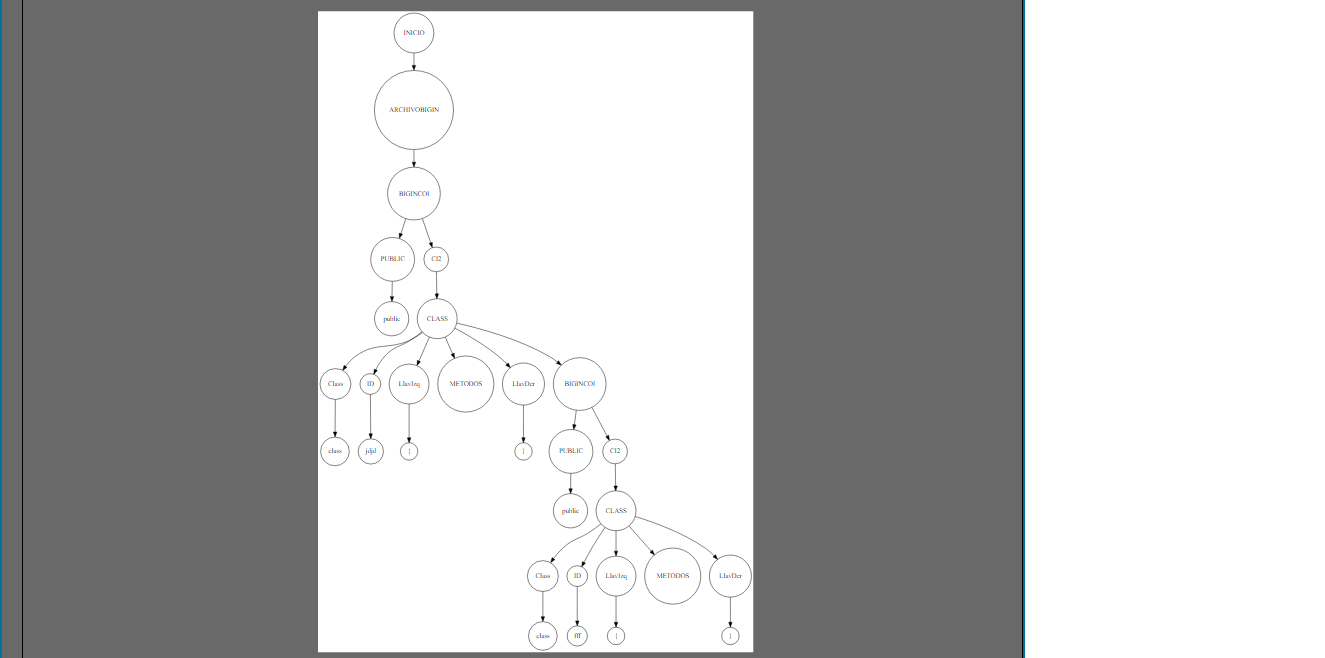 INICIO
ARCHIVOBIGIN
BIGINCOI
PUBLIC CI2
public CLASS
Class ID LlavIzq METODOS LlavDer BIGINCOI
class jdjd { } PUBLIC CI2
public CLASS
Class ID LlavIzq METODOS LlavDer
class fff { }